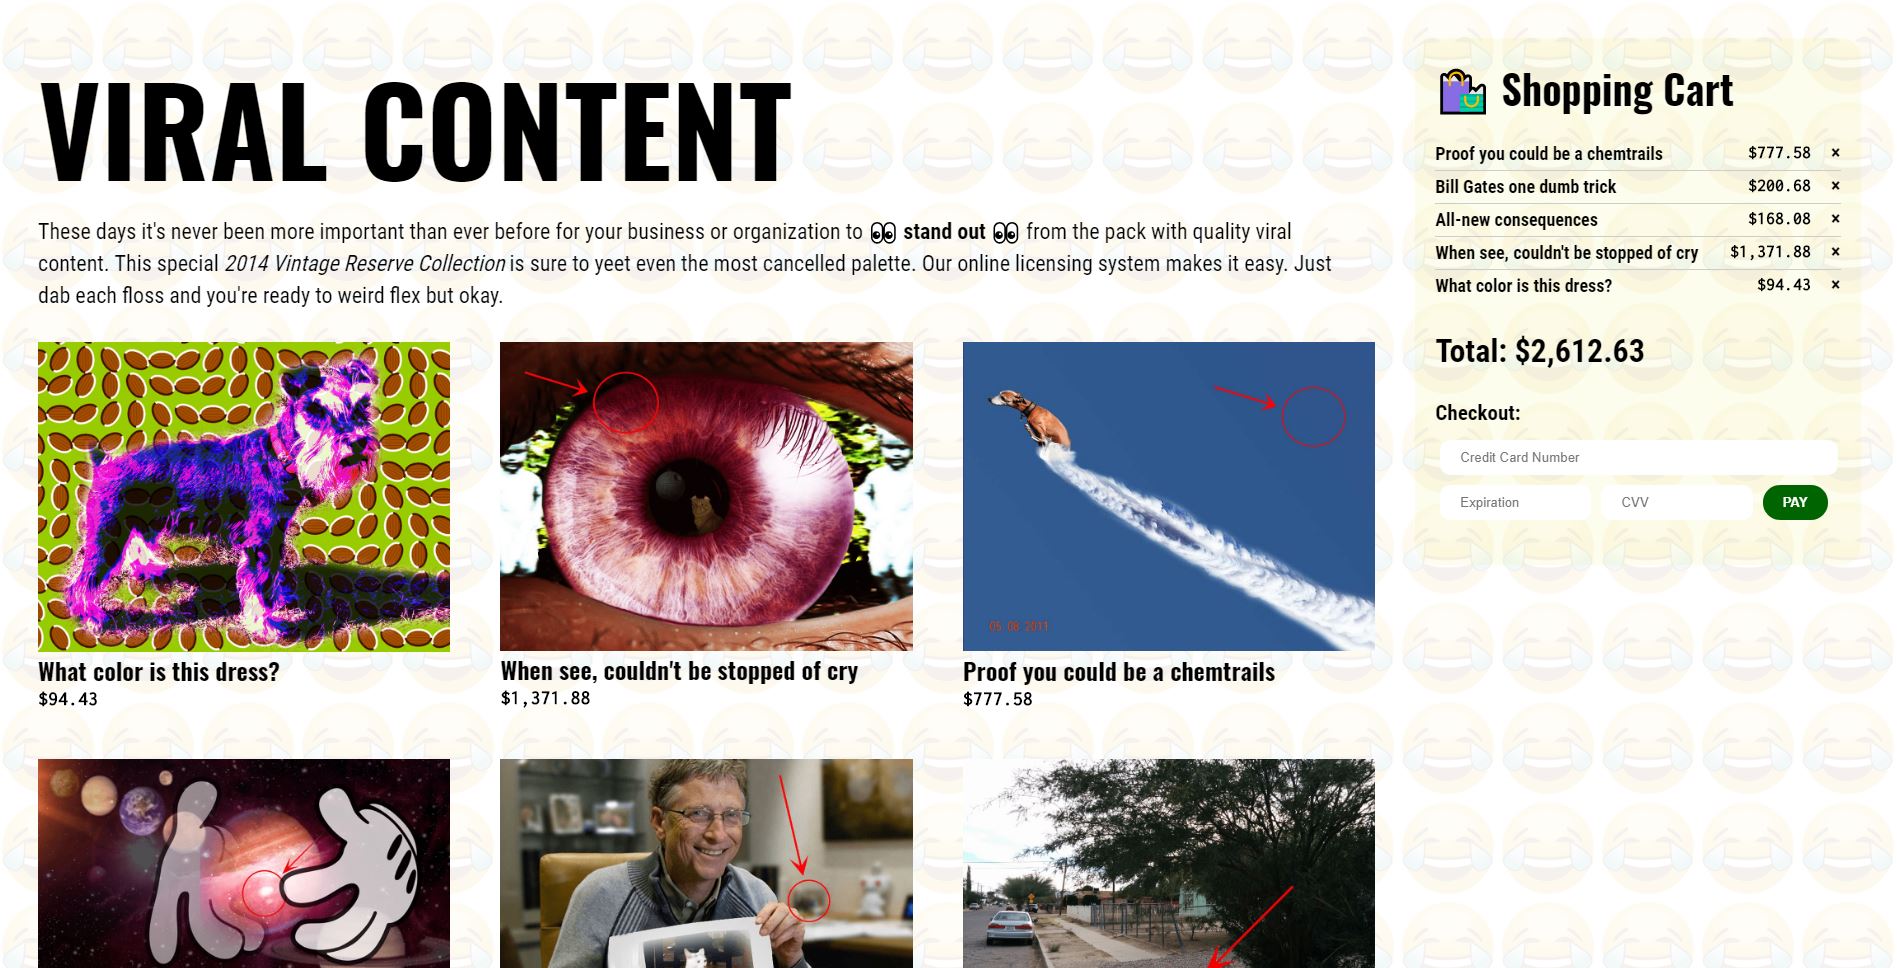 VIRAL CONTENT
These days it's never been more important than ever before for your business or organization to 👀 stand out 👀 from the pack with quality viral
content. This special 2014 Vintage Reserve Collection is sure to yeet even the most cancelled palette. Our online licensing system makes it easy. Just
dab each floss and you're ready to weird flex but okay.
What color is this dress?
$94.43
When see, couldn't be stopped of cry
$1,371.88
05 08 2011
Proof you could be a chemtrails
$777.58
Shopping Cart
Proof you could be a chemtrails $777.58 ×
Bill Gates one dumb trick $200.68 ×
All-new consequences $168.08 ×
When see, couldn't be stopped of cry $1,371.88 ×
What color is this dress? $94.43 ×
Total: $2,612.63
Checkout:
Credit Card Number
Expiration CVV PAY